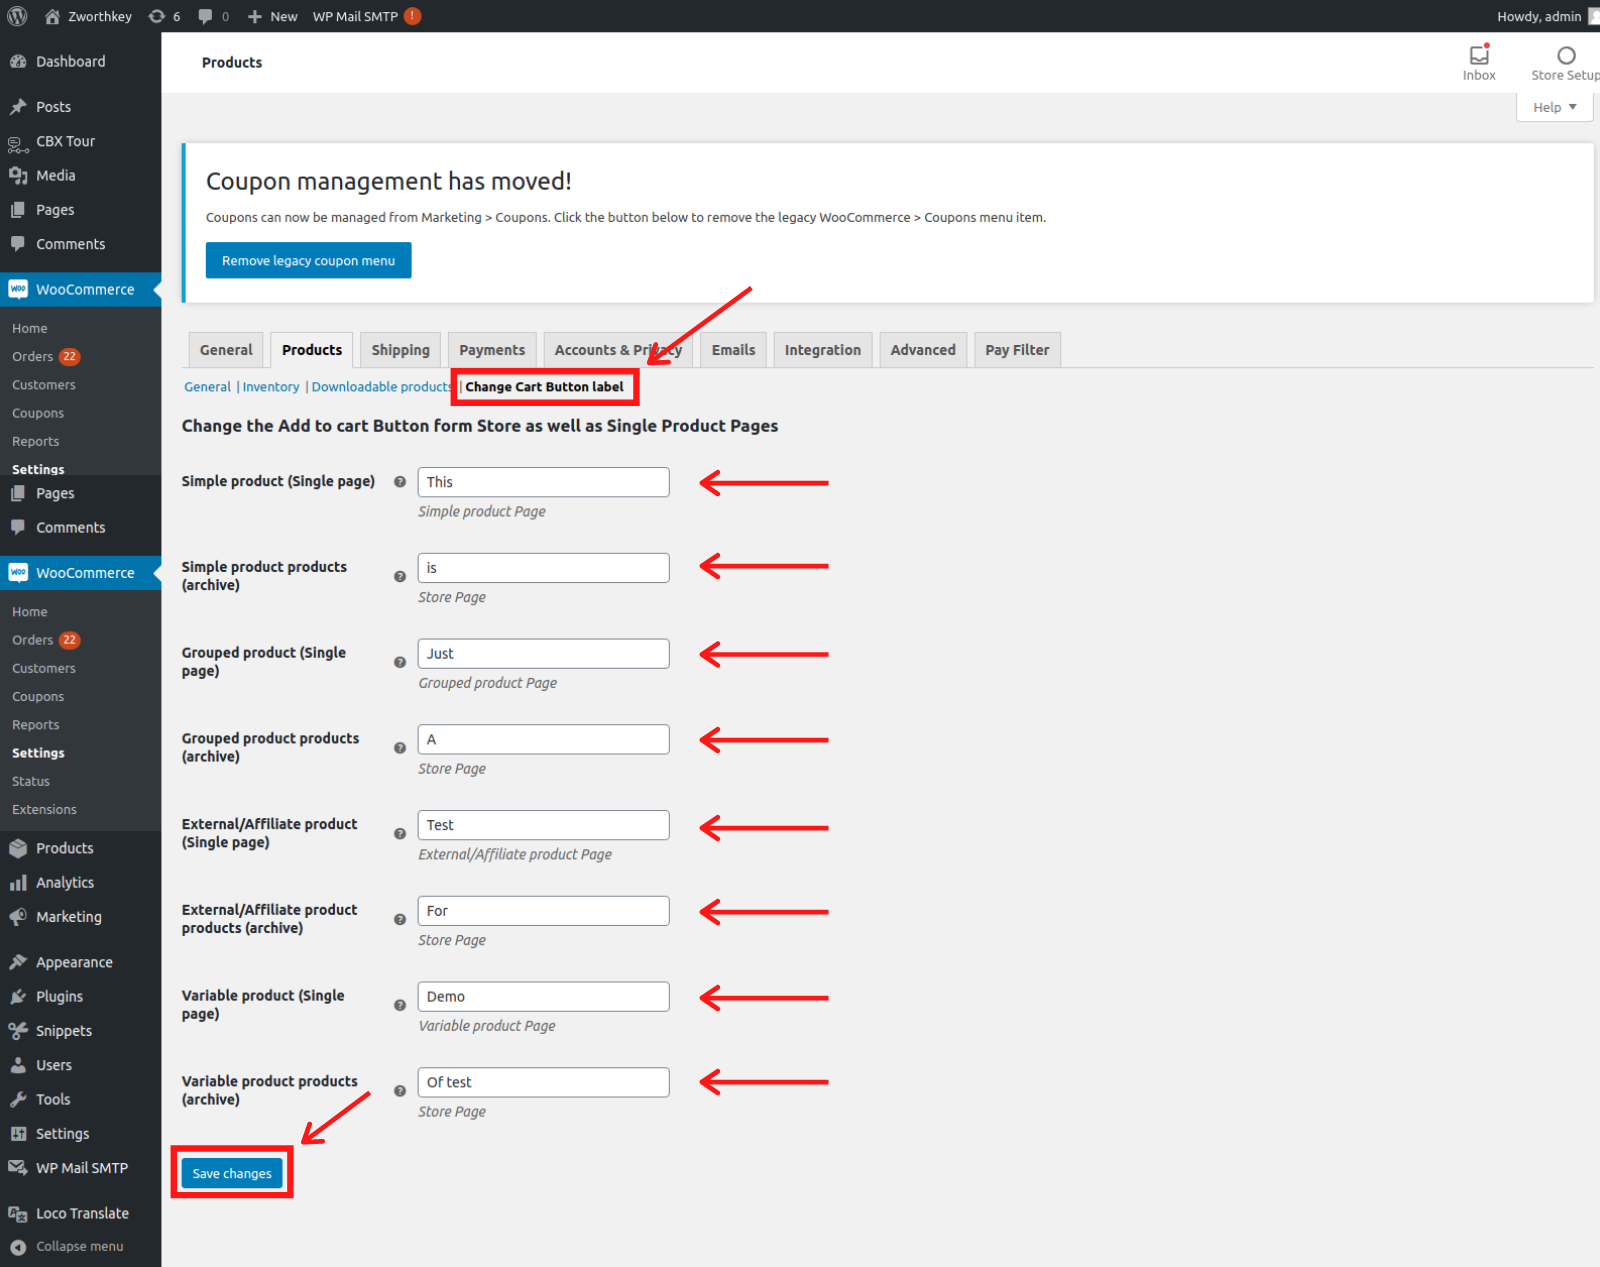 Zworthkey 6 0 New WP Mail SMTP ! Howdy, admin
Dashboard
Posts
CBX Tour
Media
Pages
Comments
WooCommerce
Home
Orders 22
Customers
Coupons
Reports
Settings
Pages
Comments
WooCommerce
Home
Orders 22
Customers
Coupons
Reports
Settings
Status
Extensions
Products
Analytics
Marketing
Appearance
Plugins
Snippets
Users
Tools
Settings
WP Mail SMTP
Loco Translate
Collapse menu
Products
Inbox
Store Setup
Help
Coupon management has moved!
Coupons can now be managed from Marketing > Coupons. Click the button below to remove the legacy WooCommerce > Coupons menu item.
Remove legacy coupon menu
General Products Shipping Payments Accounts & Privacy Emails Integration Advanced Pay Filter
General | Inventory | Downloadable products | Change Cart Button label
Change the Add to cart Button form Store as well as Single Product Pages
Simple product (Single page)
This
Simple product Page
Simple product products
(archive)
is
Store Page
Grouped product (Single
page)
Just
Grouped product Page
Grouped product products
(archive)
A
Store Page
External/Affiliate product
(Single page)
Test
External/Affiliate product Page
External/Affiliate product
products (archive)
For
Store Page
Variable product (Single
page)
Demo
Variable product Page
Variable product products
(archive)
Of test
Store Page
Save changes